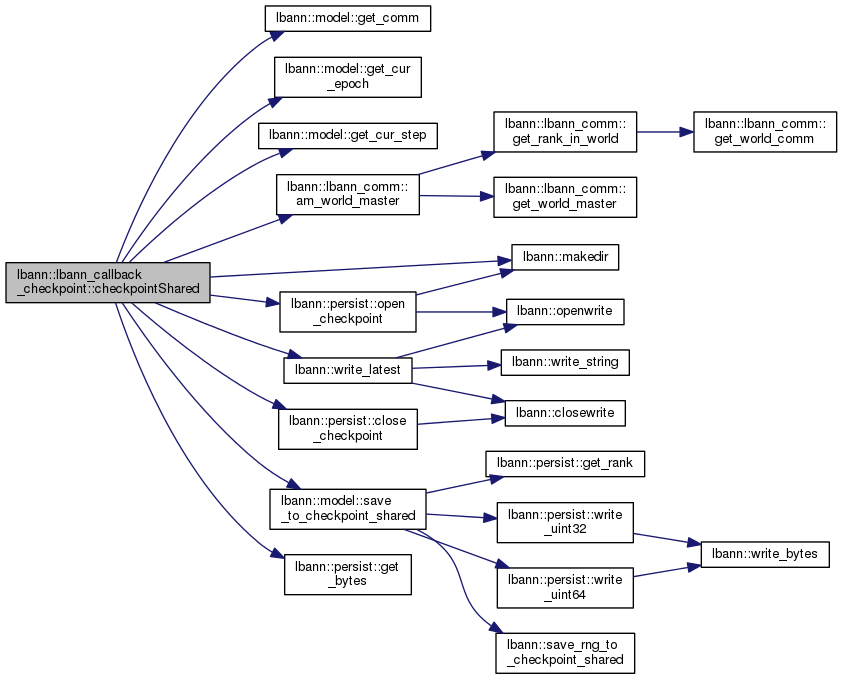 lbann::lbann_callback
_checkpoint::checkpointShared
lbann::model::get_comm
lbann::model::get_cur
_epoch
lbann::model::get_cur_step
lbann::lbann_comm::
am_world_master
lbann::lbann_comm::
get_rank_in_world
lbann::lbann_comm::
get_world_comm
lbann::lbann_comm::
get_world_master
lbann::makedir
lbann::persist::open
_checkpoint
lbann::openwrite
lbann::write_latest
lbann::write_string
lbann::closewrite
lbann::persist::close
_checkpoint
lbann::model::save
_to_checkpoint_shared
lbann::persist::get_rank
lbann::persist::write
_uint32
lbann::write_bytes
lbann::persist::write
_uint64
lbann::save_rng_to
_checkpoint_shared
lbann::persist::get
_bytes